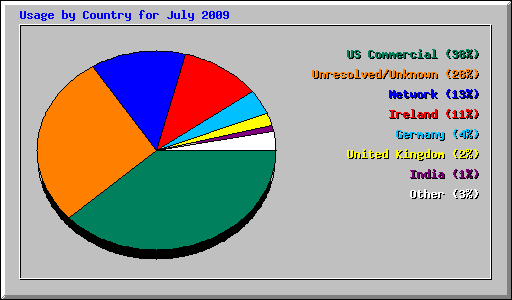 Usage by Country for July 2009
US Commercial (38%)
Unresolved/Unknown (28%)
Network (13%)
Ireland (11%)
Germany (4%)
United Kingdom (2%)
India (1%)
Other (3%)